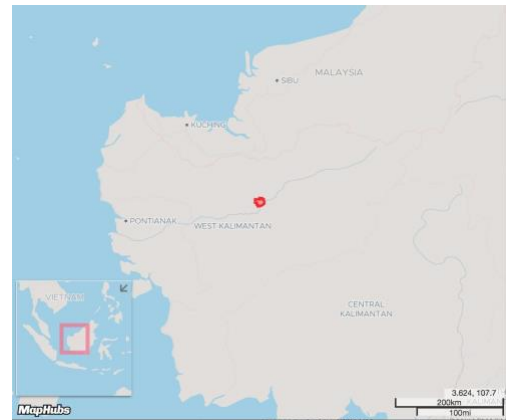 MALAYSIA
SIBU
KUCHING
PONTIANAK
WEST KALIMANTAN
CENTRAL
KALIMANTAN
VIETNAM
MapHubs
3.624, 107.7
200km
100mi